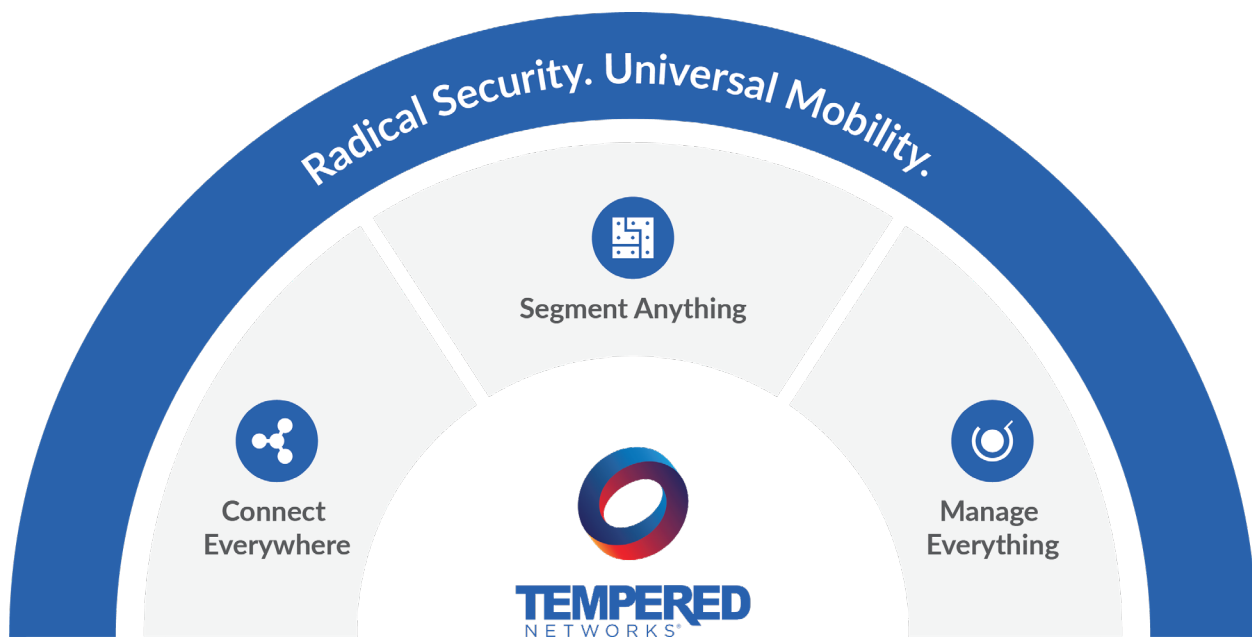 Radical Security. Universal Mobility.
Segment Anything
Connect
Everywhere
Manage
Everything
TEMPERED
NETWORKS®